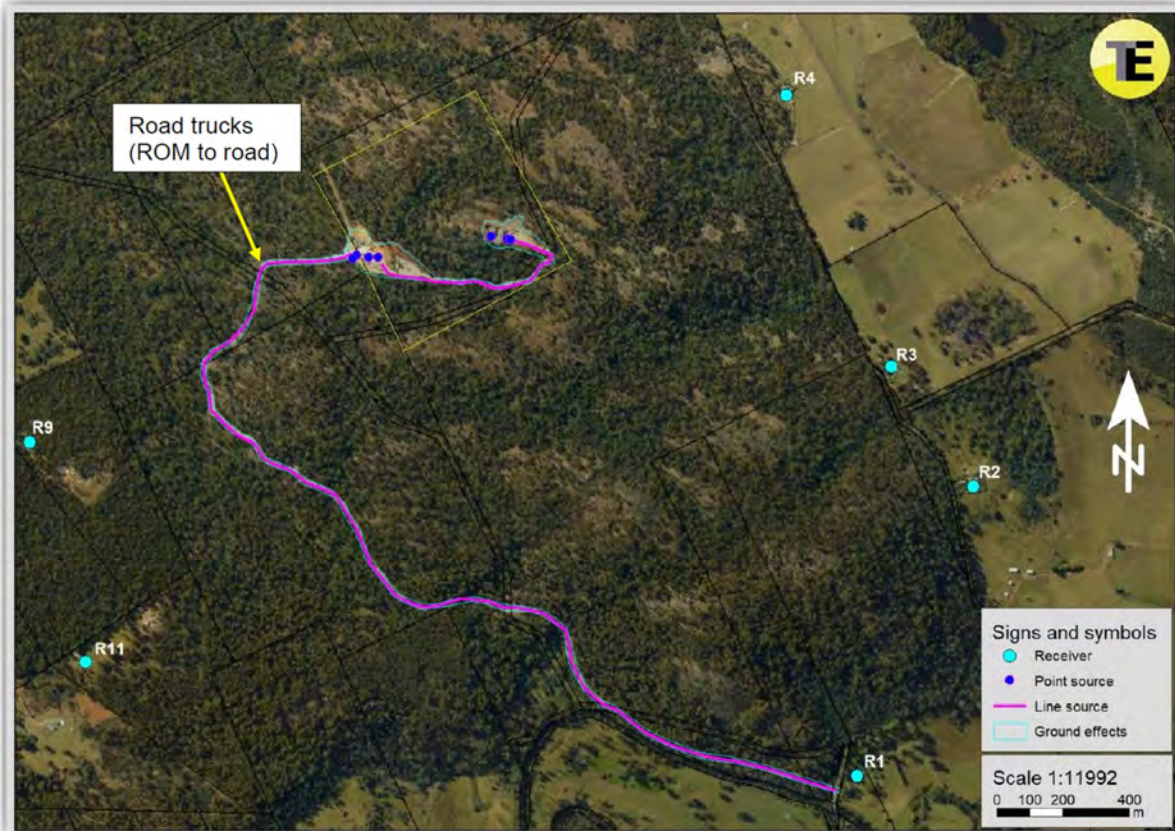 TE
R4
Road trucks
(ROM to road)
R3
R9
R2
N
R11
R1
Signs and symbols
Receiver
Point source
Line source
Ground effects
Scale 1:11992
0 100 200 400
m